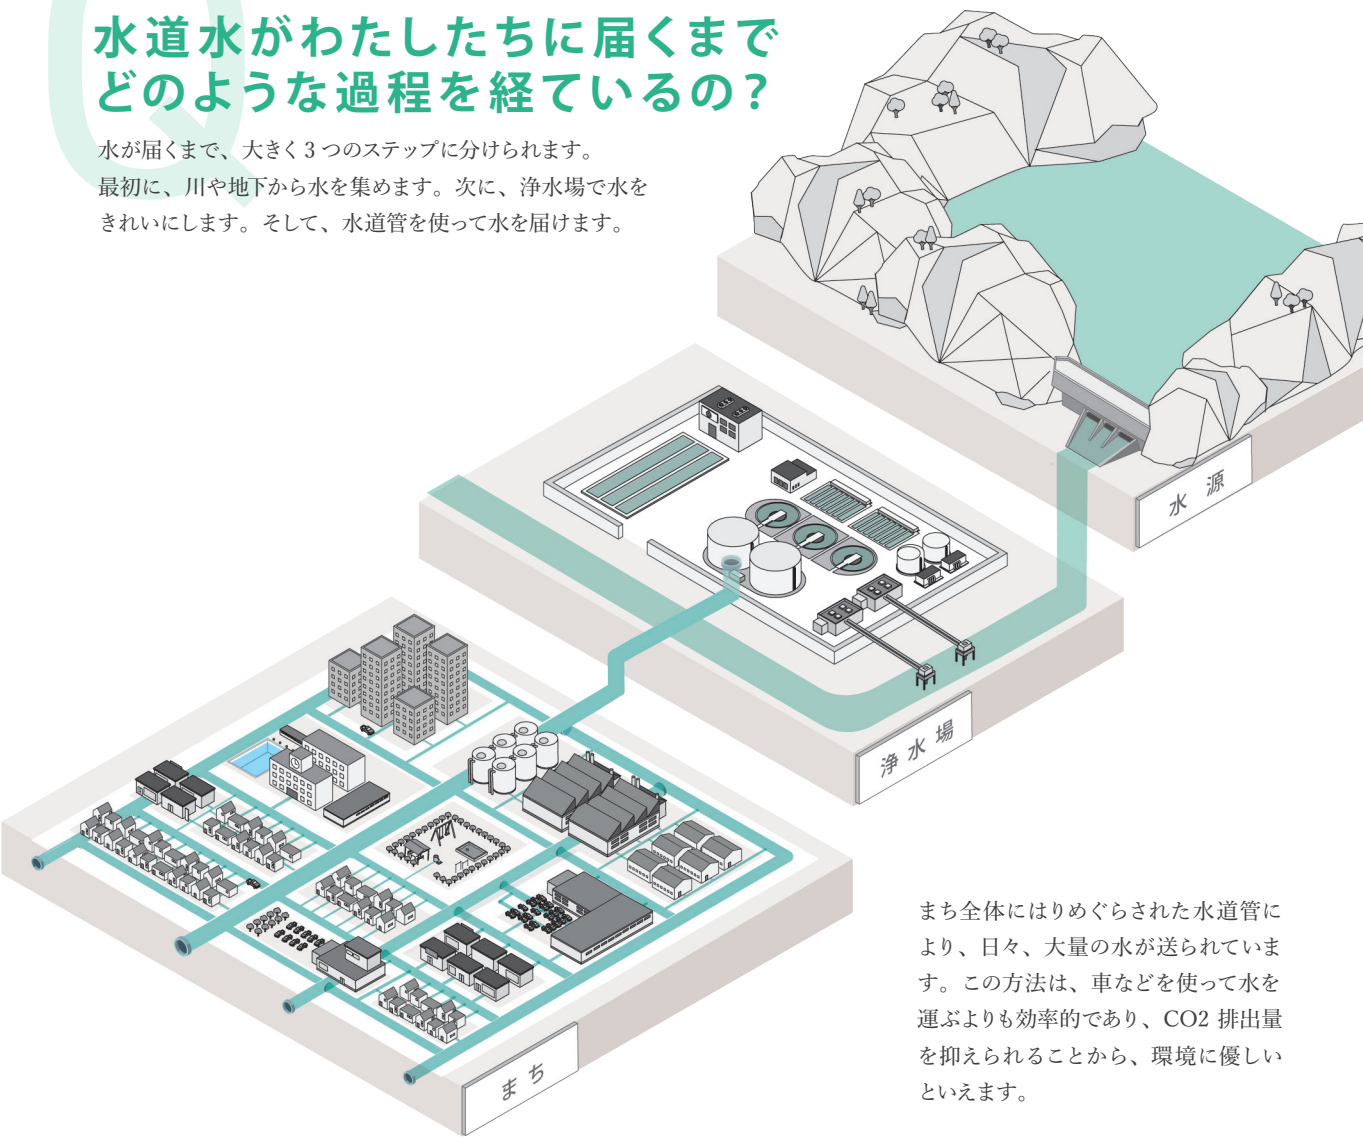 Q
水道水がわたしたちに届くまで
どのような過程を経ているの？
水が届くまで、大きく3つのステップに分けられます。
最初に、川や地下から水を集めます。次に、浄水場で水を
きれいにします。そして、水道管を使って水を届けます。
水源
浄水場
まち
まち全体にはりめぐらされた水道管に
より、日々、大量の水が送られていま
す。この方法は、車などを使って水を
運ぶよりも効率的であり、CO2 排出量
を抑えられることから、環境に優しい
といえます。